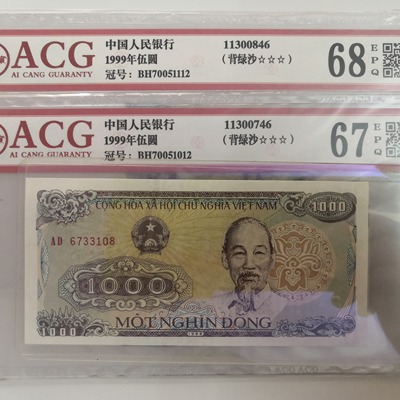 ACG
AI CANG GUARANTY
中国人民银行
1999年伍圆
冠号：BH70051112
11300846
（背绿沙☆☆☆）
68 EPQ
ACG
AI CANG GUARANTY
中国人民银行
1999年伍圆
冠号：BH70051012
11300746
（背绿沙☆☆☆）
67 EPQ
CỘNG HÒA XÃ HỘI CHỦ NGHĨA VIỆT NAM
1000
AD 6733108
1000
MỘT NGHÌN ĐỒNG
1000
1988